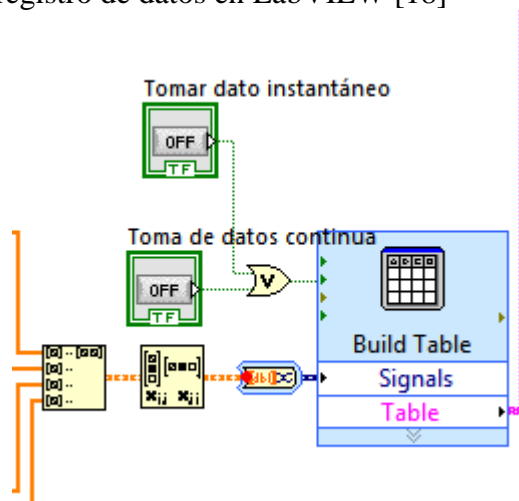 registro de datos en LabVIEW [18]
Tomar dato instantáneo
OFF
TF
Toma de datos continua
OFF
TF
V
Build Table
Signals
Table